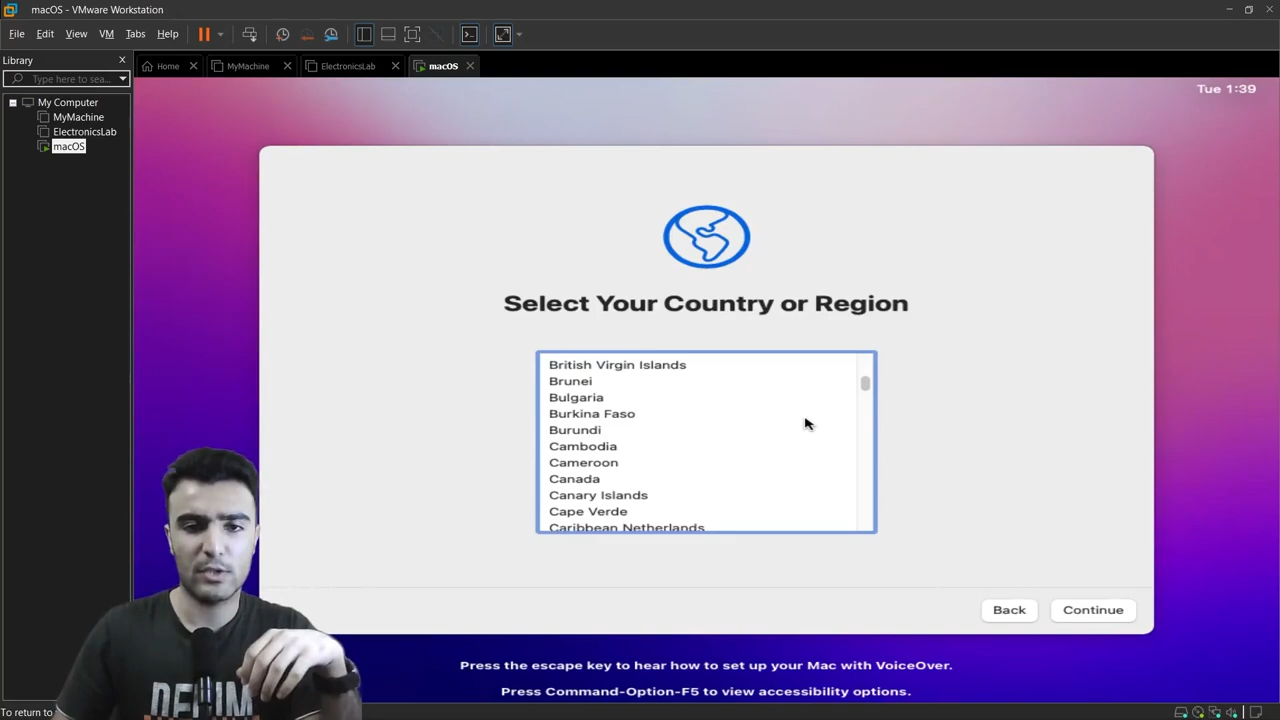 macOS - VMware Workstation
File Edit View VM Tabs Help
Library
Type here to sea...
My Computer
MyMachine
ElectronicsLab
macOS
Home MyMachine ElectronicsLab macOS
Tue 1:39
Select Your Country or Region
British Virgin Islands
Brunei
Bulgaria
Burkina Faso
Burundi
Cambodia
Cameroon
Canada
Canary Islands
Cape Verde
Caribbean Netherlands
Back Continue
Press the escape key to hear how to set up your Mac with VoiceOver.
Press Command-Option-F5 to view accessibility options.
To return to
DENIM